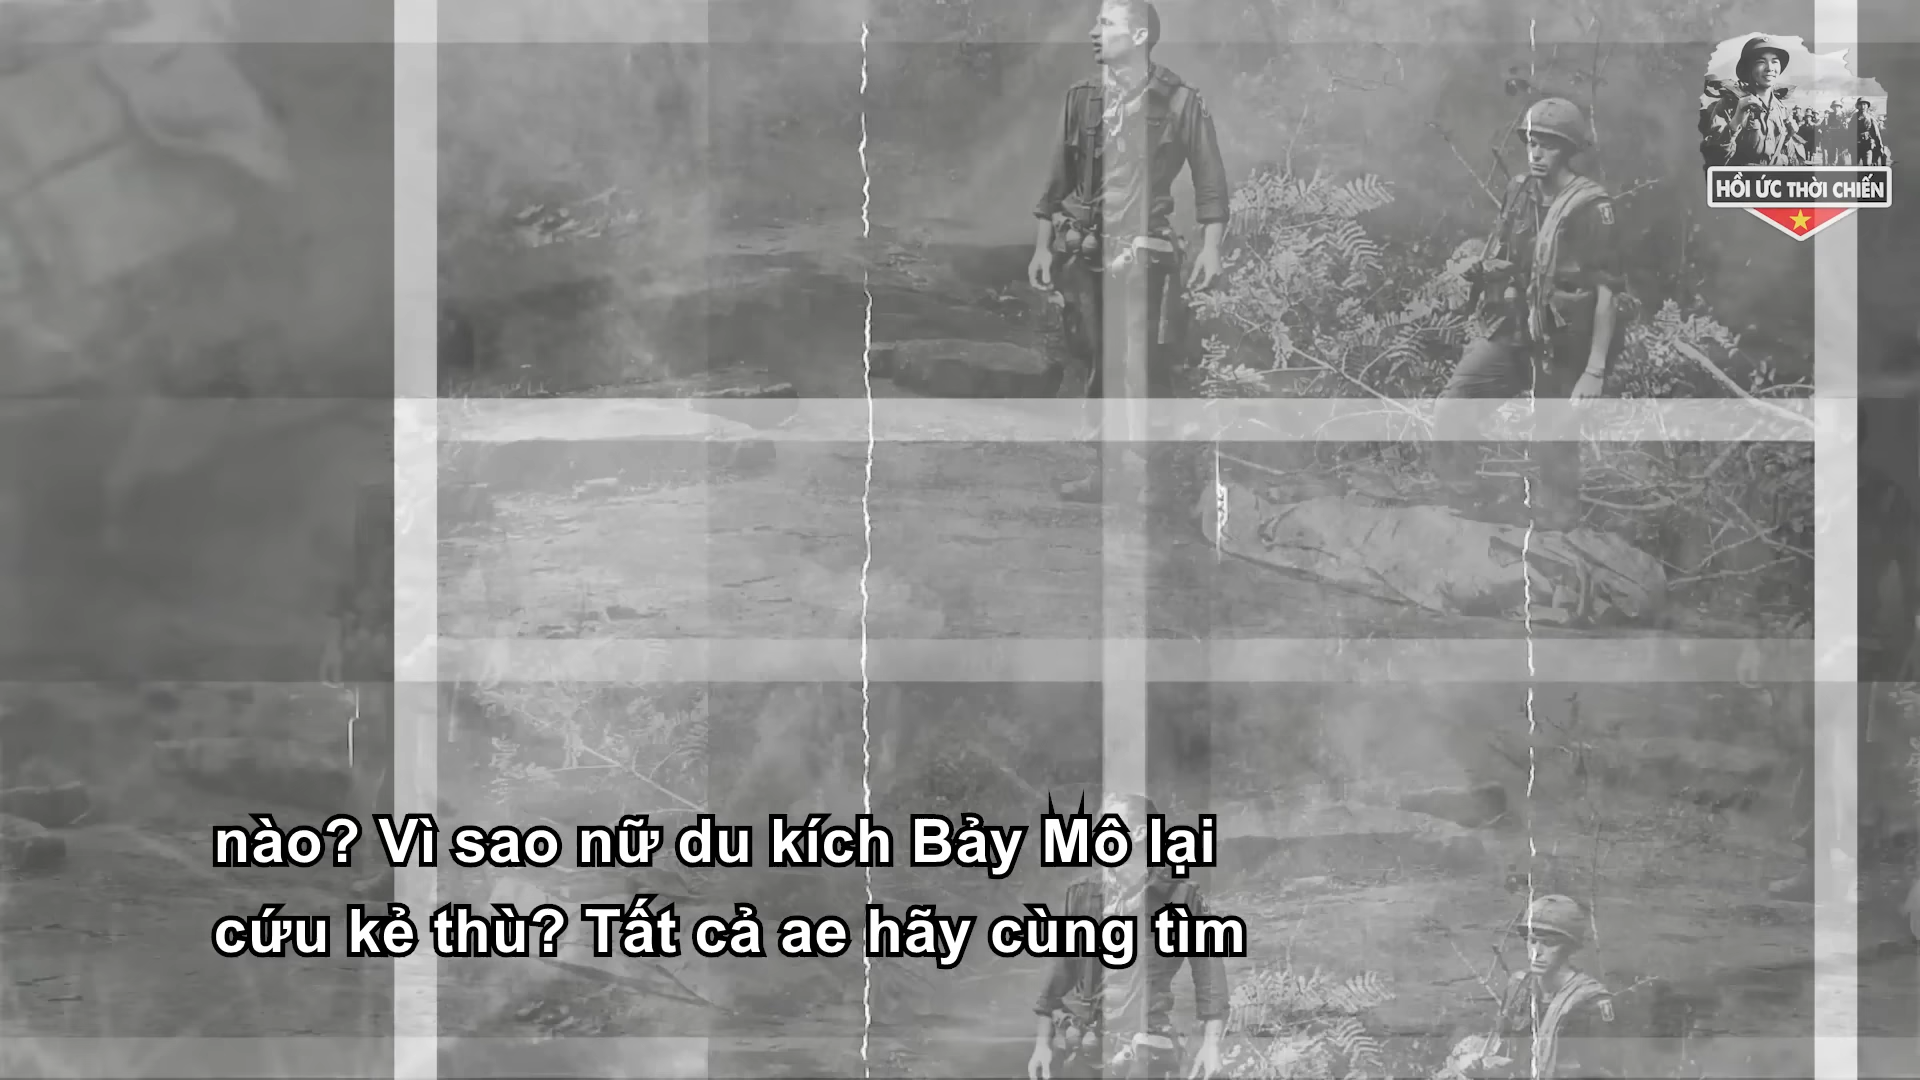 HỒI ỨC THỜI CHIẾN
nào? Vì sao nữ du kích Bảy Mô lại
cứu kẻ thù? Tất cả ae hãy cùng tìm